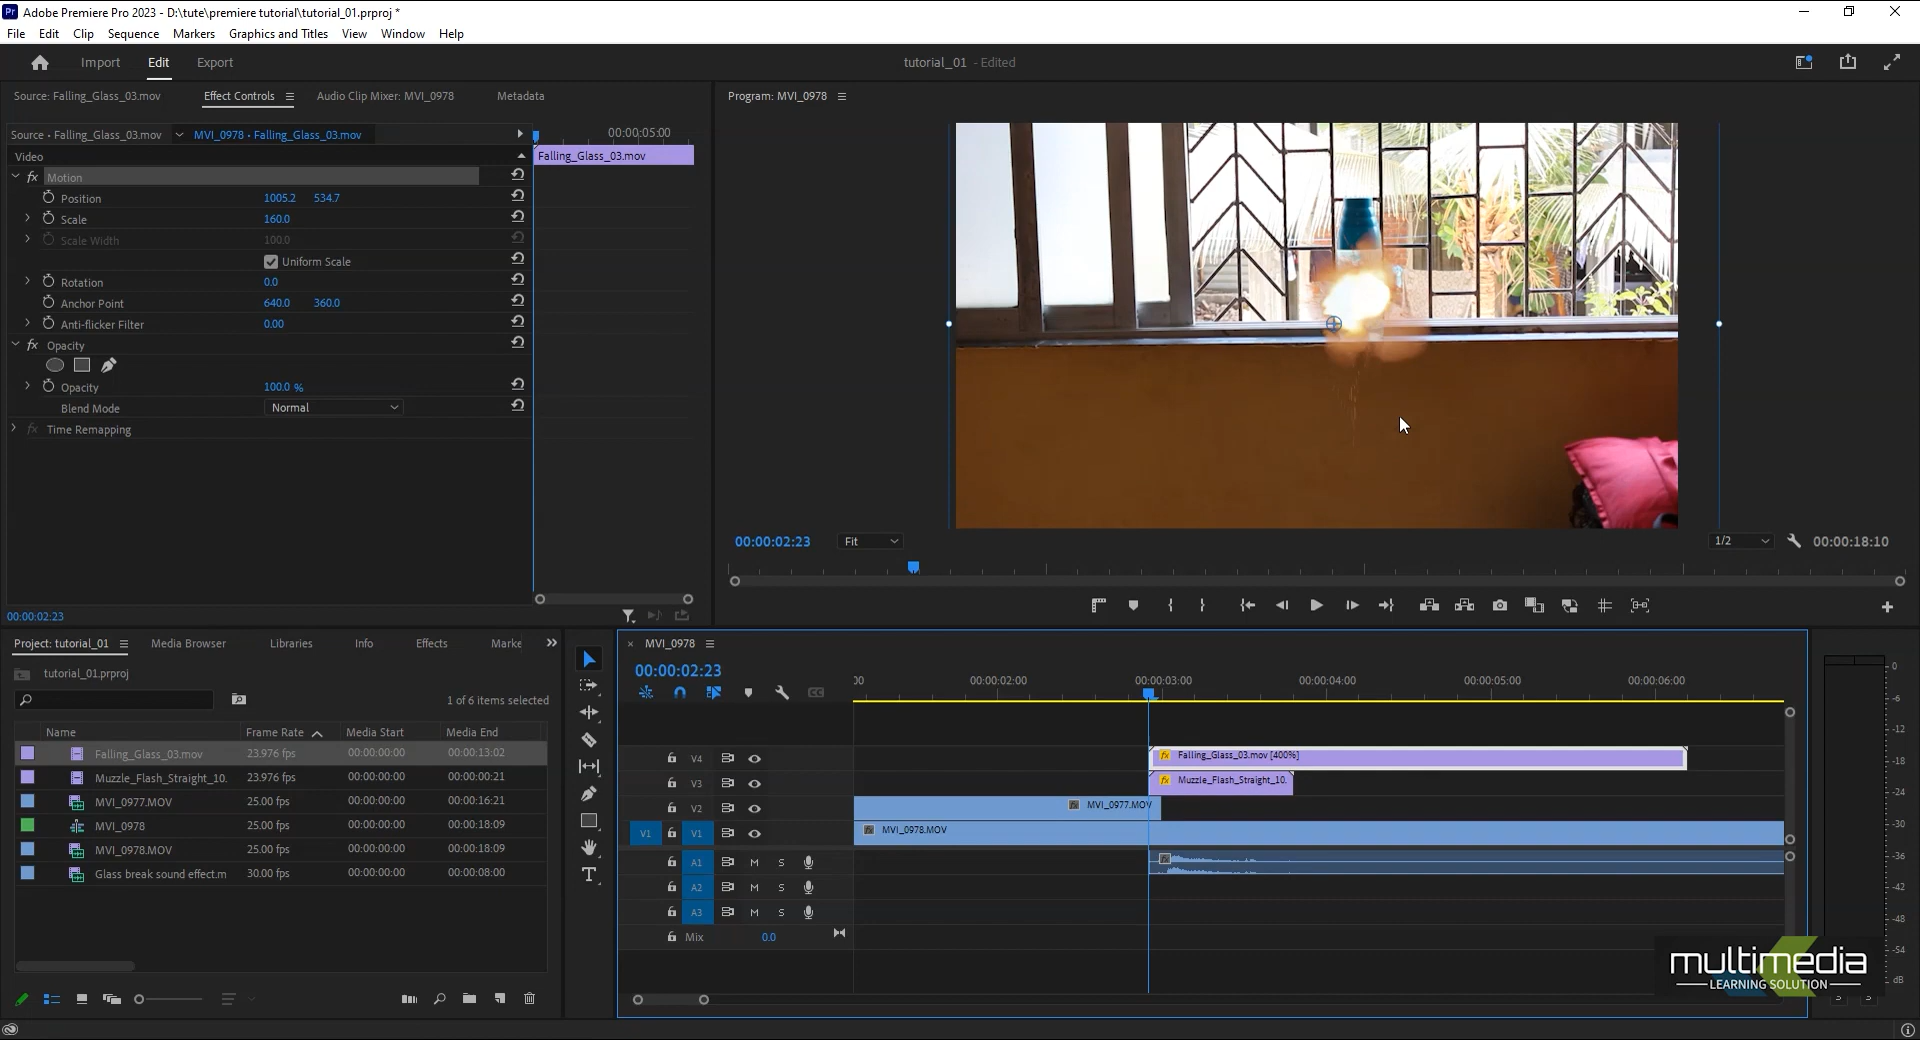 Adobe Premiere Pro 2023 - D:\tute\premiere tutorial\tutorial_01.prproj *
File Edit Clip Sequence Markers Graphics and Titles View Window Help
Import Edit Export
tutorial_01 - Edited
Source: Falling_Glass_03.mov Effect Controls Audio Clip Mixer: MVI_0978 Metadata
Source • Falling_Glass_03.mov MVI_0978 • Falling_Glass_03.mov
00:00:05:00
Video
Falling_Glass_03.mov
fx Motion
Position 1005.2 534.7
Scale 160.0
Scale Width 100.0
Uniform Scale
Rotation 0.0
Anchor Point 640.0 360.0
Anti-flicker Filter 0.00
fx Opacity
Opacity 100.0 %
Blend Mode Normal
fx Time Remapping
00:00:02:23
Program: MVI_0978
00:00:02:23 Fit 1/2 00:00:18:10
Project: tutorial_01 Media Browser Libraries Info Effects Marke
tutorial_01.prproj
1 of 6 items selected
Name Frame Rate Media Start Media End
Falling_Glass_03.mov 23.976 fps 00:00:00:00 00:00:13:02
Muzzle_Flash_Straight_10. 23.976 fps 00:00:00:00 00:00:00:21
MVI_0977.MOV 25.00 fps 00:00:00:00 00:00:16:21
MVI_0978 25.00 fps 00:00:00:00 00:00:18:09
MVI_0978.MOV 25.00 fps 00:00:00:00 00:00:18:09
Glass break sound effect.m 30.00 fps 00:00:00:00 00:00:08:00
MVI_0978
00:00:02:23
CC
00 00:00:02:00 00:00:03:00 00:00:04:00 00:00:05:00 00:00:06:00
V4 fx Falling_Glass_03.mov [400%]
V3 fx Muzzle_Flash_Straight_10.
V2 fx MVI_0977.MOV
V1 V1 fx MVI_0978.MOV
A1 M S fx
A2 M S
A3 M S
Mix 0.0
0
-6
-12
-18
-24
-30
-36
-42
-48
-54
dB
S S
multimedia
LEARNING SOLUTION